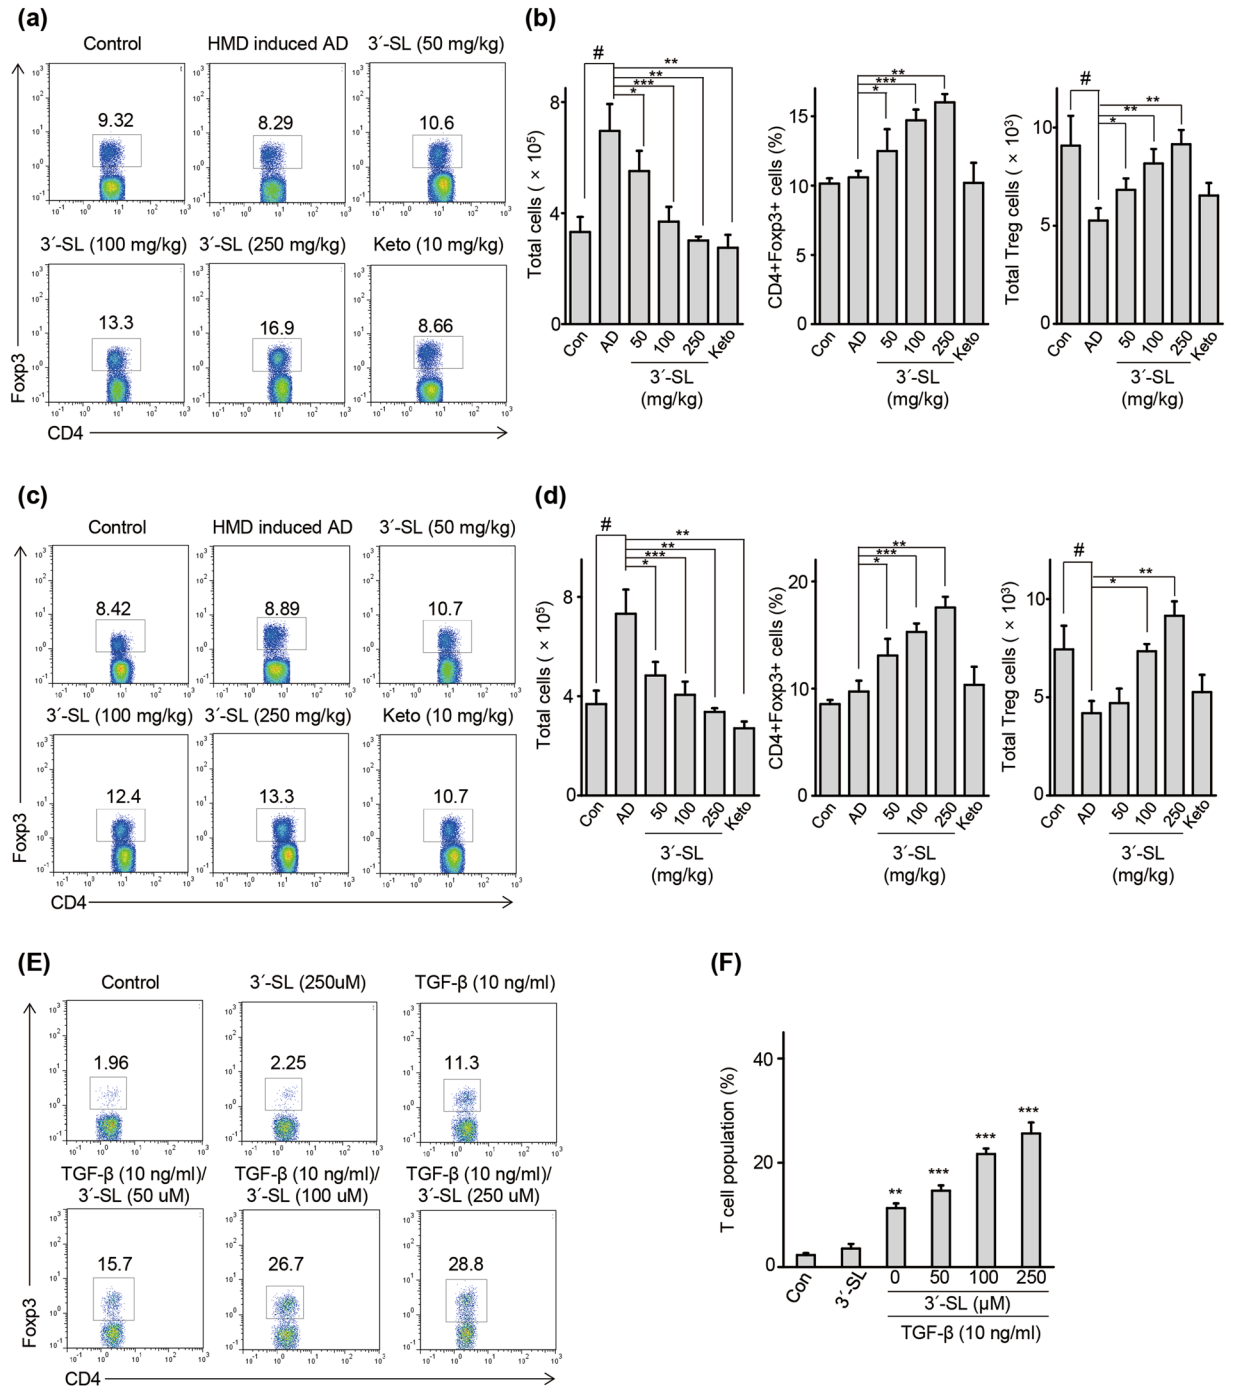 (a)
Control
HMD induced AD
3´-SL (50 mg/kg)
9.32
8.29
10.6
3´-SL (100 mg/kg)
3´-SL (250 mg/kg)
Keto (10 mg/kg)
13.3
16.9
8.66
Foxp3
CD4
(b)
#
**
**
***
*
Total cells ( × 10⁵)
8
4
0
Con
AD
50
100
250
Keto
3´-SL
(mg/kg)
**
***
*
CD4+Foxp3+ cells (%)
15
10
5
0
Con
AD
50
100
250
Keto
3´-SL
(mg/kg)
#
**
**
*
Total Treg cells ( × 10³)
10
5
0
Con
AD
50
100
250
Keto
3´-SL
(mg/kg)
(c)
Control
HMD induced AD
3´-SL (50 mg/kg)
8.42
8.89
10.7
3´-SL (100 mg/kg)
3´-SL (250 mg/kg)
Keto (10 mg/kg)
12.4
13.3
10.7
Foxp3
CD4
(d)
#
**
**
***
*
Total cells ( × 10⁵)
8
4
0
Con
AD
50
100
250
Keto
3´-SL
(mg/kg)
**
***
*
CD4+Foxp3+ cells (%)
20
10
0
Con
AD
50
100
250
Keto
3´-SL
(mg/kg)
#
**
*
Total Treg cells ( × 10³)
10
5
0
Con
AD
50
100
250
Keto
3´-SL
(mg/kg)
(E)
Control
3´-SL (250uM)
TGF-β (10 ng/ml)
1.96
2.25
11.3
TGF-β (10 ng/ml)/
3´-SL (50 uM)
TGF-β (10 ng/ml)/
3´-SL (100 uM)
TGF-β (10 ng/ml)/
3´-SL (250 uM)
15.7
26.7
28.8
Foxp3
CD4
(F)
T cell population (%)
40
20
0
**
***
***
***
Con
3´-SL
0
50
100
250
3´-SL (µM)
TGF-β (10 ng/ml)